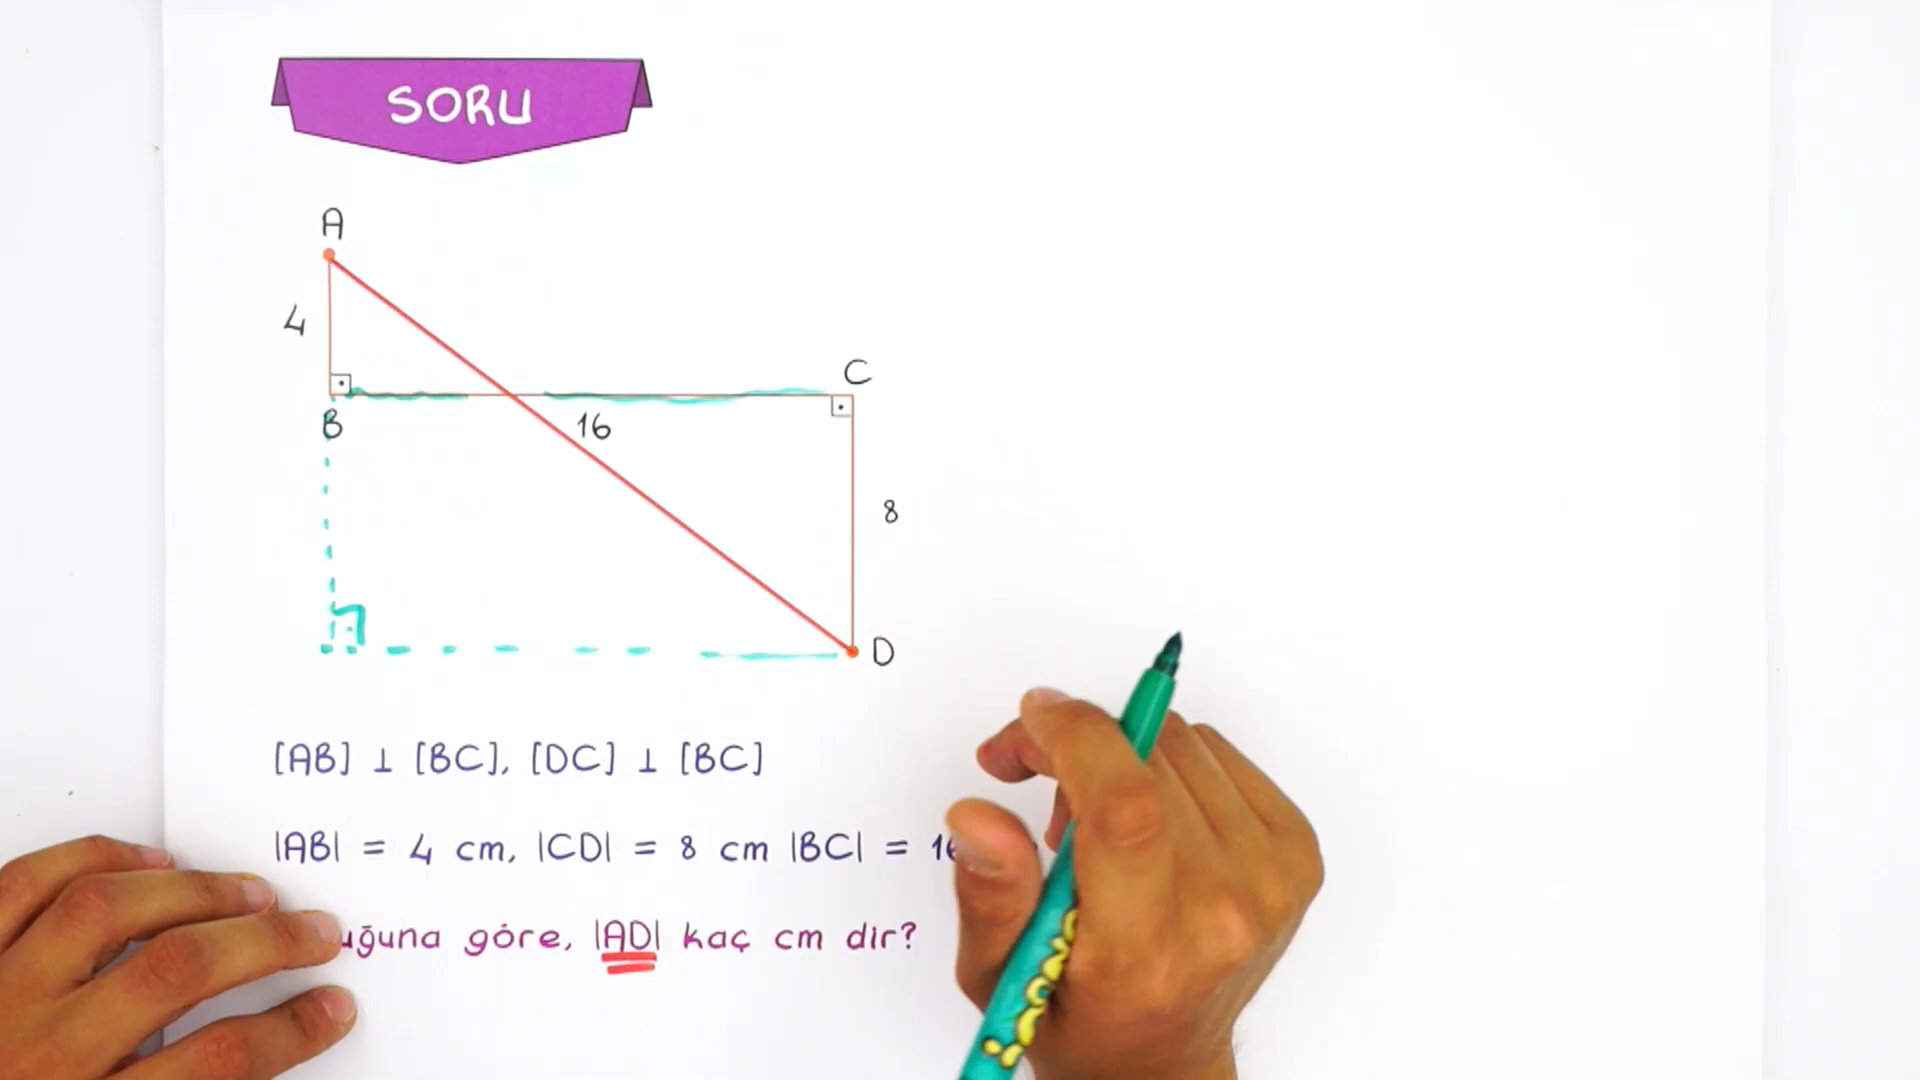 SORU
A
4
B
C
16
8
D
[AB] ⊥ [BC], [DC] ⊥ [BC]
|AB| = 4 cm, |CD| = 8 cm |BC| =
göre, |AD| kaç cm dir?